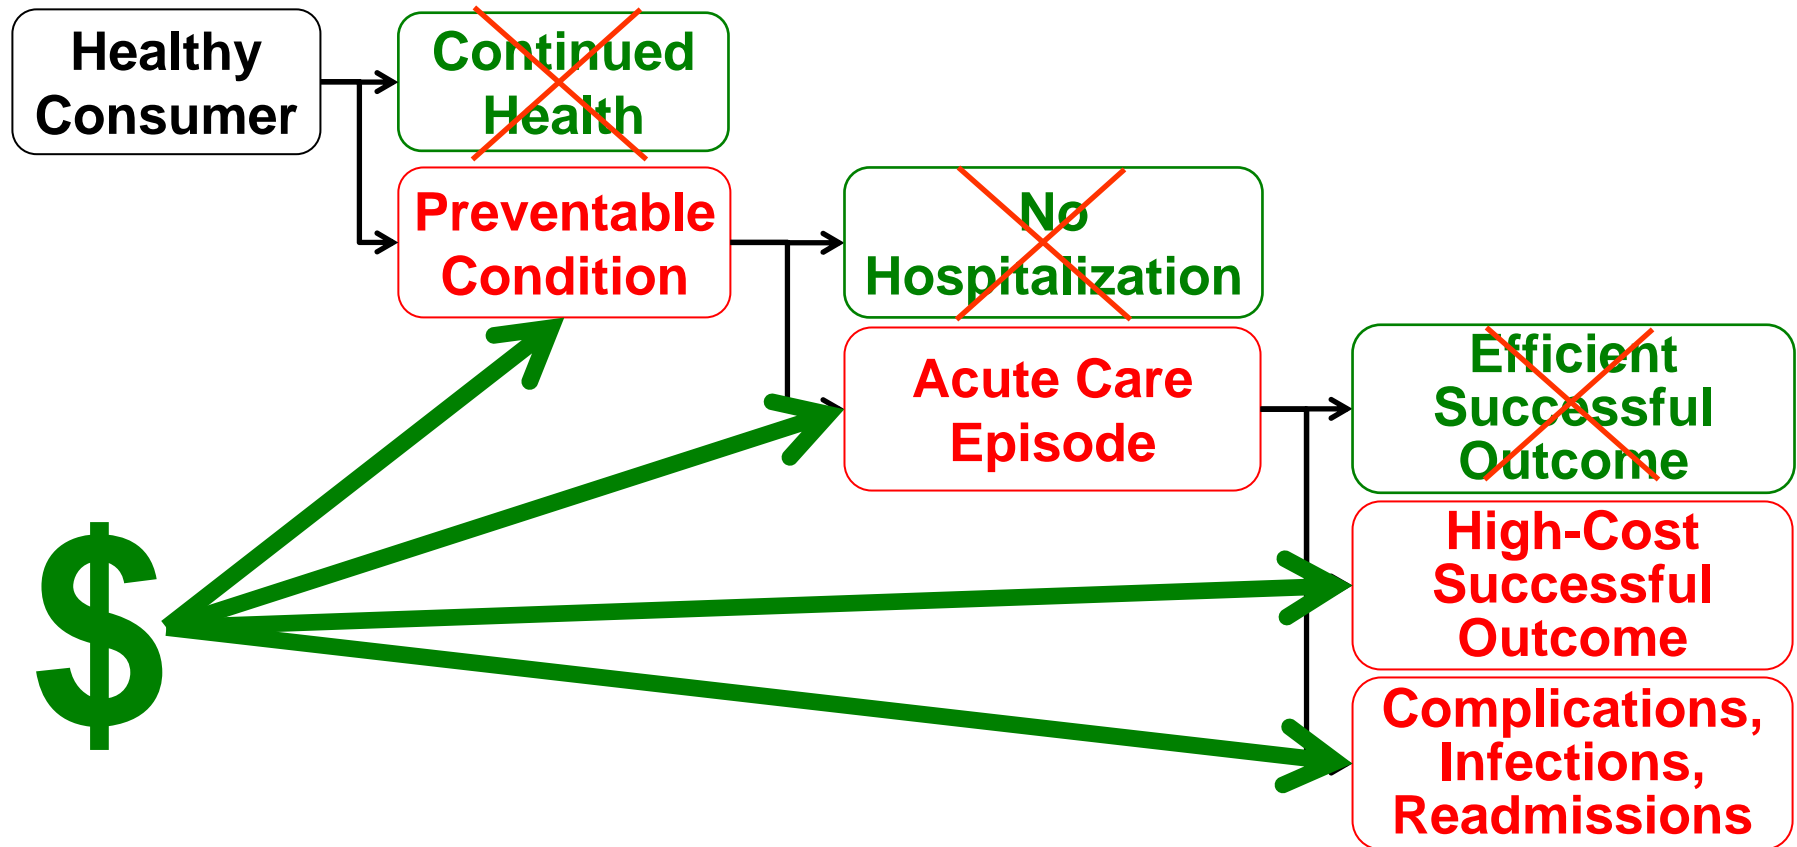 Healthy
Consumer
Continued
Health
Preventable
Condition
No
Hospitalization
Acute Care
Episode
Efficient
Successful
Outcome
High-Cost
Successful
Outcome
Complications,
Infections,
Readmissions
$